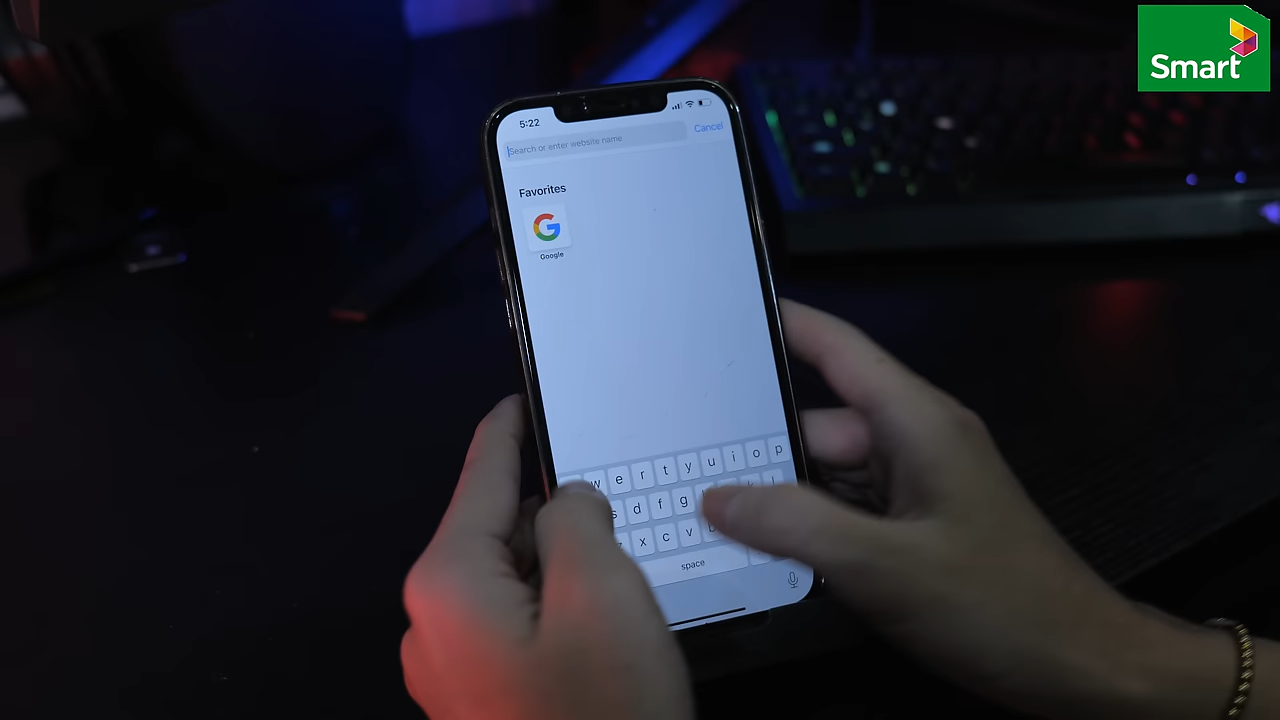 Smart
5:22
Search or enter website name
Cancel
Favorites
Google
w e r t y u i o p
s d f g
z x c v
space